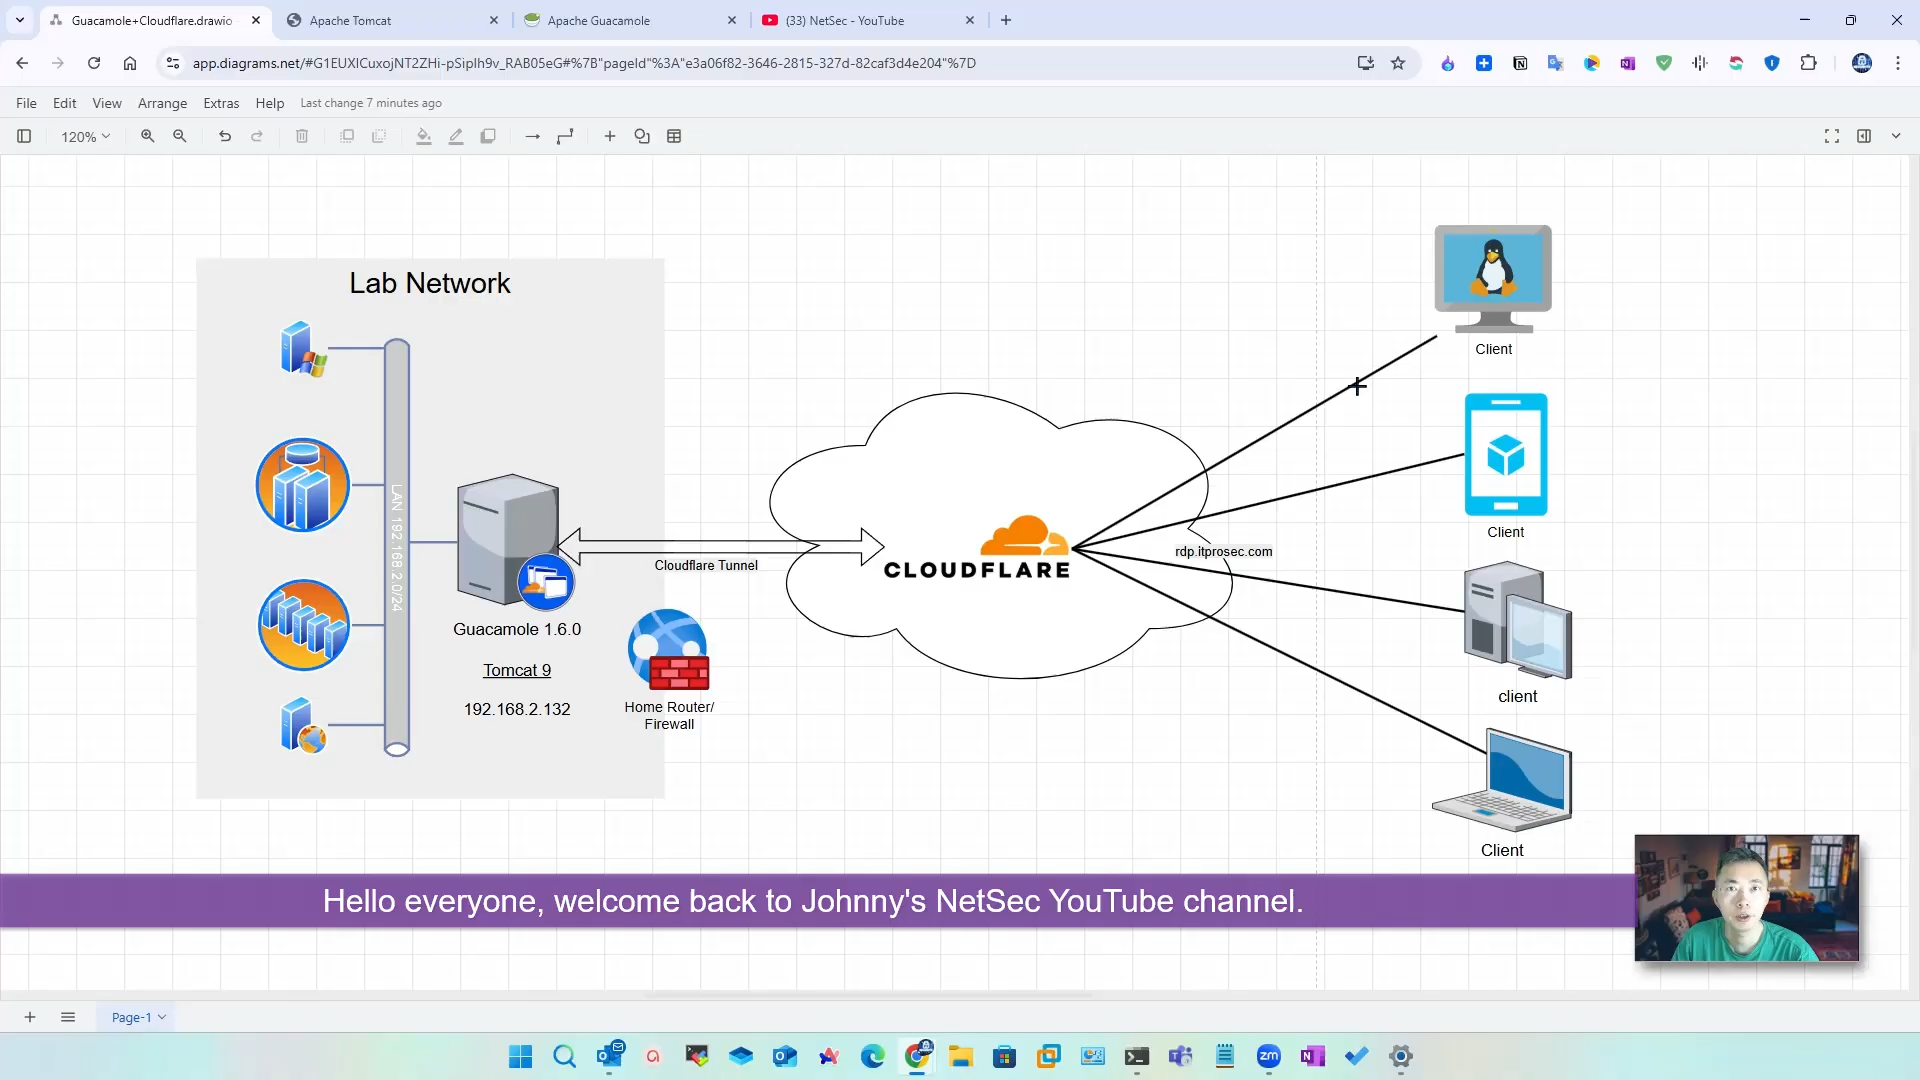 Guacamole+Cloudflare.drawio
Apache Tomcat
Apache Guacamole
(33) NetSec - YouTube
app.diagrams.net/#G1EUXlCuxojNT2ZHi-pSiplh9v_RAB05eG#%7B"pageId"%3A"e3a06f82-3646-2815-327d-82caf3d4e204"%7D
File
Edit
View
Arrange
Extras
Help
Last change 7 minutes ago
120%
Lab Network
LAN 192.168.2.0/24
Guacamole 1.6.0
Tomcat 9
192.168.2.132
Cloudflare Tunnel
Home Router/
Firewall
CLOUDFLARE
rdp.itprosec.com
Client
Client
client
Client
Hello everyone, welcome back to Johnny's NetSec YouTube channel.
Page-1
zm